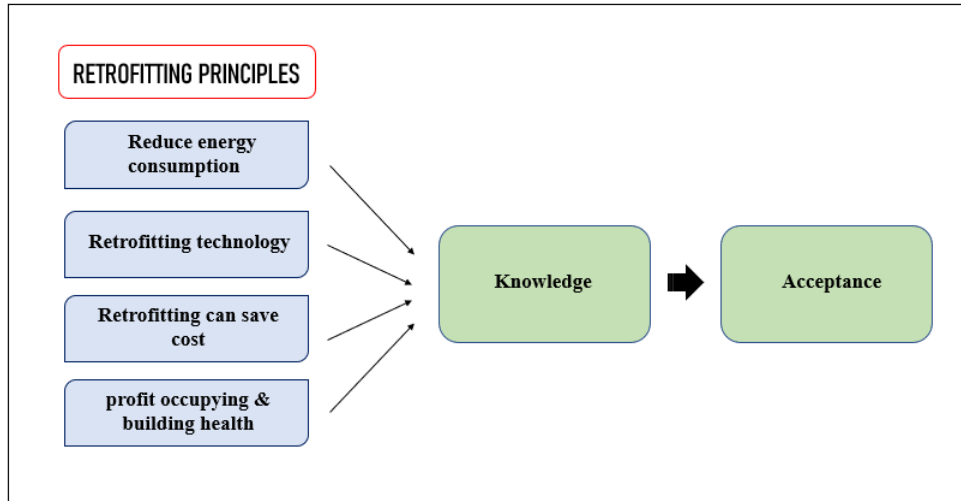 RETROFITTING PRINCIPLES
Reduce energy
consumption
Retrofitting technology
Retrofitting can save
cost
profit occupying &
building health
Knowledge
Acceptance